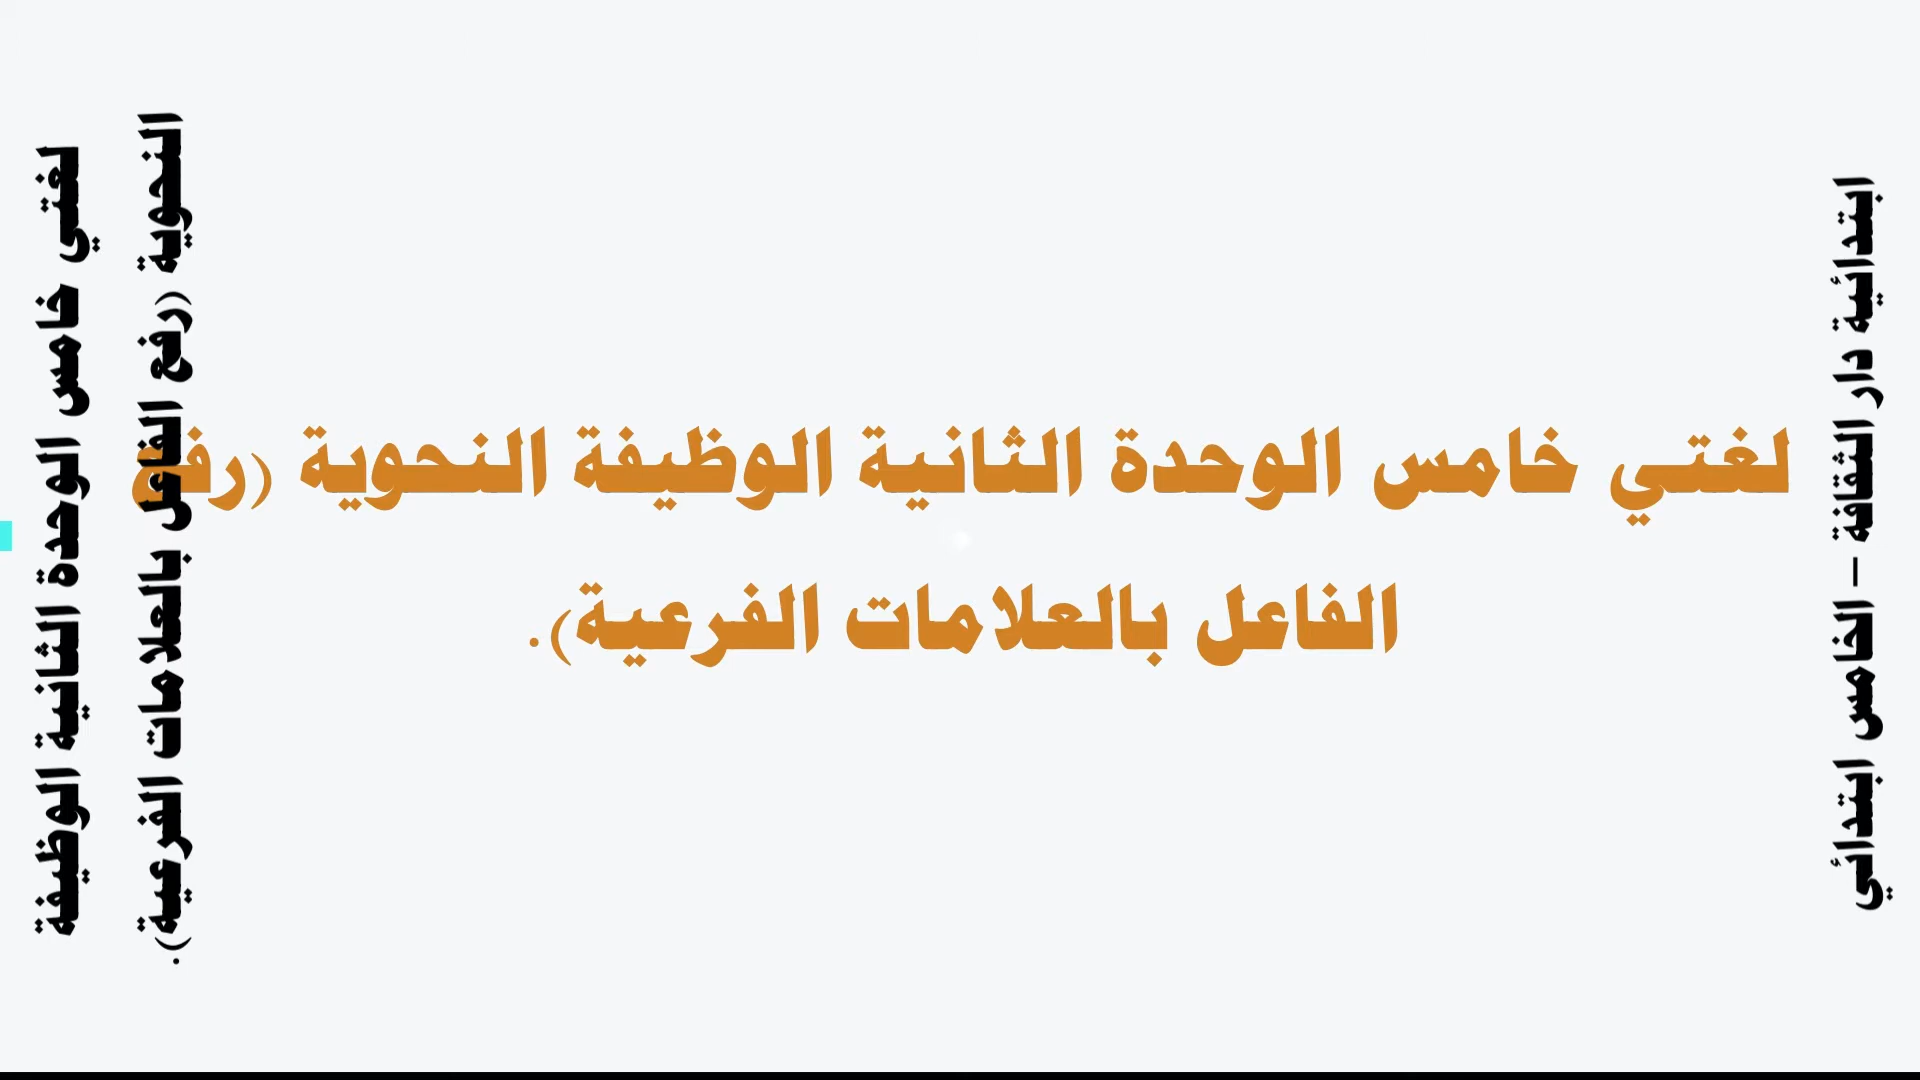 لغتي خامس الوحدة الثانية الوظيفة النحوية (رفع
الفاعل بالعلامات الفرعية).
ابتدائية دار الثقافة – الخامس ابتدائي
لغتي خامس الوحدة الثانية الوظيفة
النحوية (رفع الفاعل بالعلامات الفرعية).